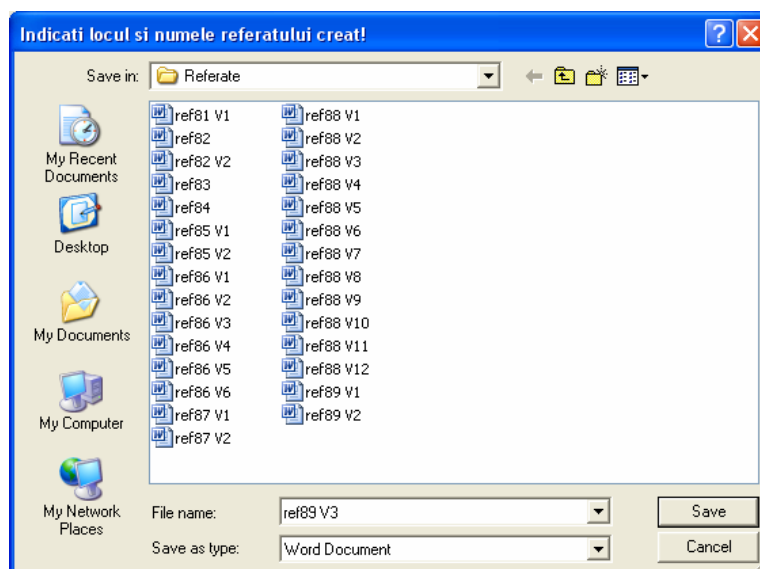 Indicati locul si numele referatului creat!
Save in:
Referate
My Recent
Documents
Desktop
My Documents
My Computer
My Network
Places
ref81 V1
ref82
ref82 V2
ref83
ref84
ref85 V1
ref85 V2
ref86 V1
ref86 V2
ref86 V3
ref86 V4
ref86 V5
ref86 V6
ref87 V1
ref87 V2
ref88 V1
ref88 V2
ref88 V3
ref88 V4
ref88 V5
ref88 V6
ref88 V7
ref88 V8
ref88 V9
ref88 V10
ref88 V11
ref88 V12
ref89 V1
ref89 V2
File name:
ref89 V3
Save
Save as type:
Word Document
Cancel